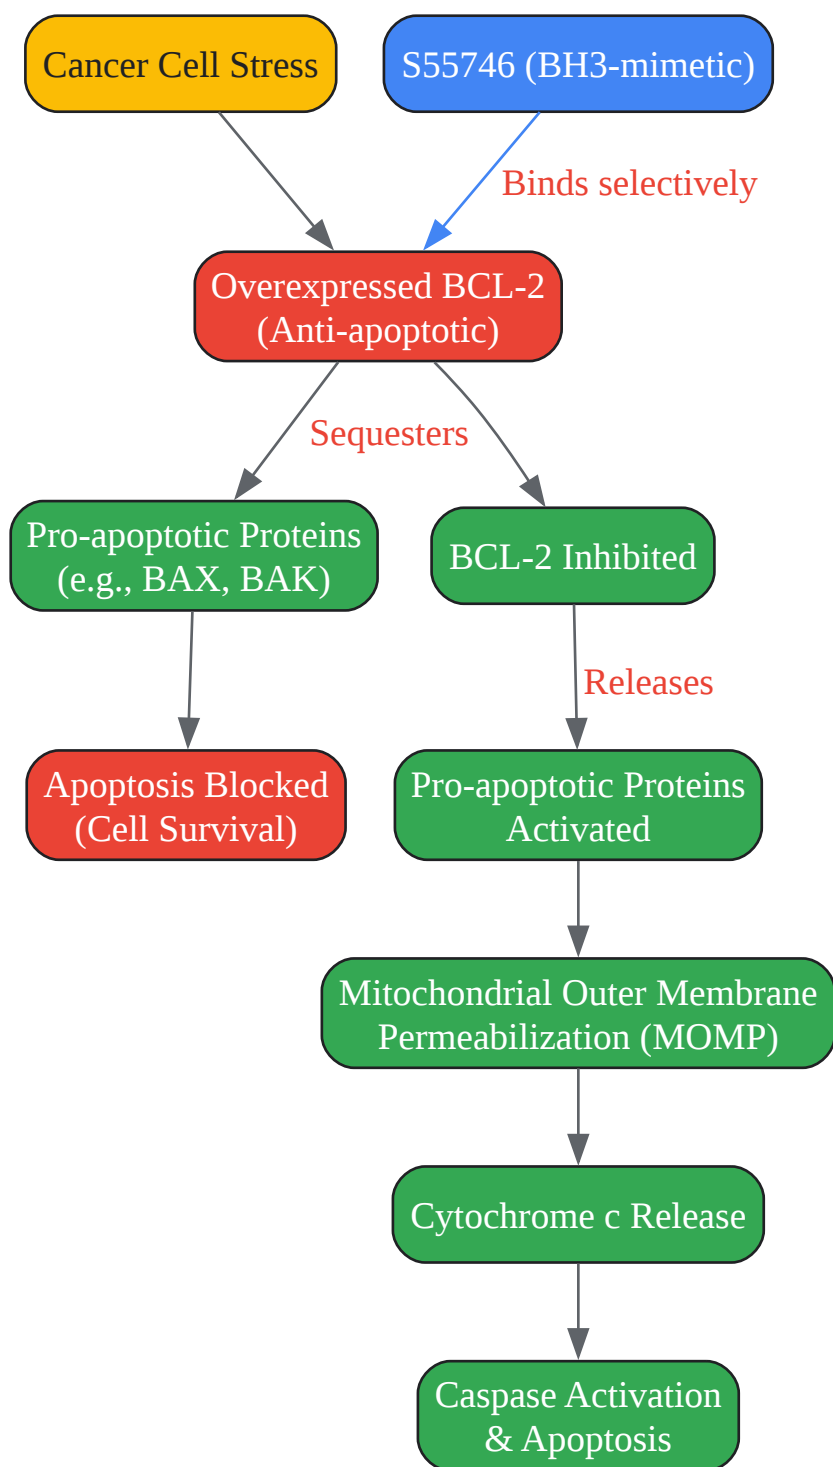 Cancer Cell Stress
S55746 (BH3-mimetic)
Binds selectively
Overexpressed BCL-2
(Anti-apoptotic)
Sequesters
Pro-apoptotic Proteins
(e.g., BAX, BAK)
BCL-2 Inhibited
Releases
Apoptosis Blocked
(Cell Survival)
Pro-apoptotic Proteins
Activated
Mitochondrial Outer Membrane
Permeabilization (MOMP)
Cytochrome c Release
Caspase Activation
& Apoptosis